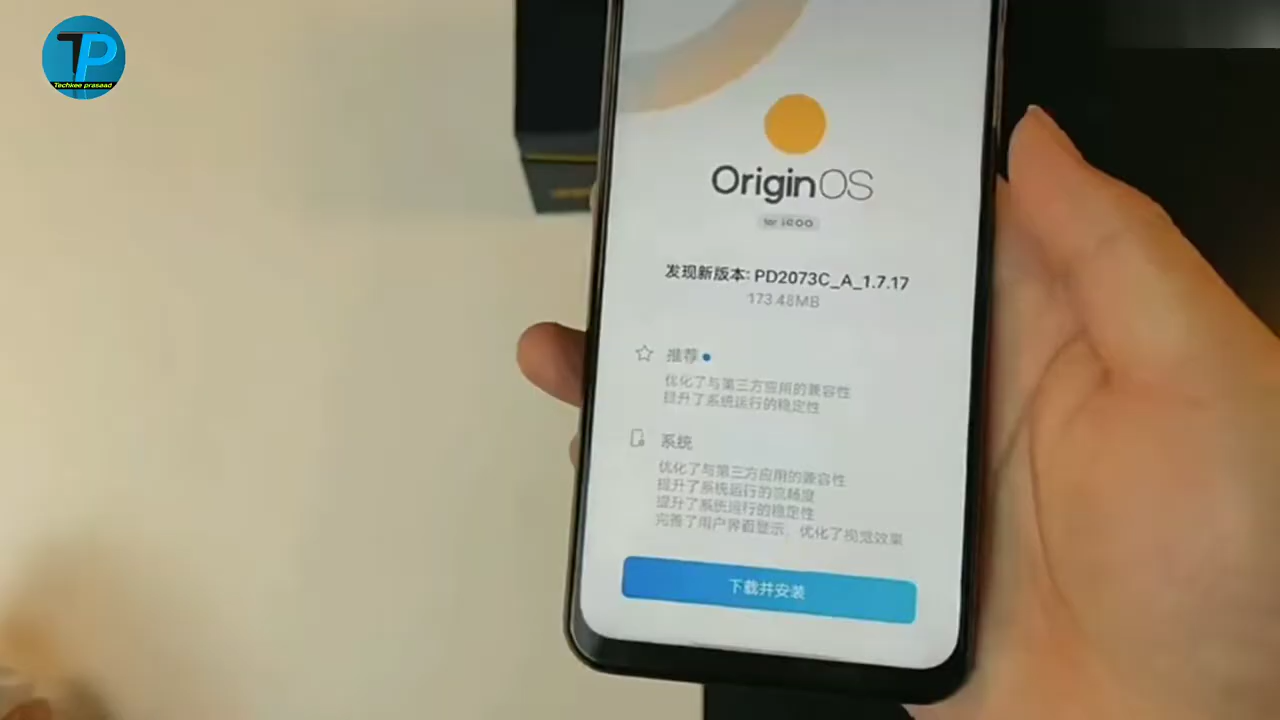 TP
Techkee prasaad
OriginOS
for iQOO
发现新版本: PD2073C_A_1.7.17
173.48MB
推荐
优化了与第三方应用的兼容性
提升了系统运行的稳定性
系统
优化了与第三方应用的兼容性
提升了系统运行的流畅度
提升了系统运行的稳定性
完善了用户界面显示，优化了视觉效果
下载并安装